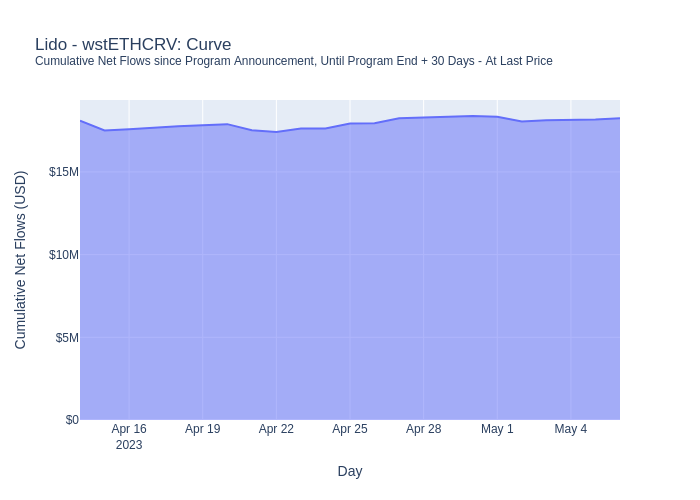 Lido - wstETHCRV: Curve
Cumulative Net Flows since Program Announcement, Until Program End + 30 Days - At Last Price
Cumulative Net Flows (USD)
$15M
$10M
$5M
$0
Apr 16 Apr 19 Apr 22 Apr 25 Apr 28 May 1 May 4
2023
Day